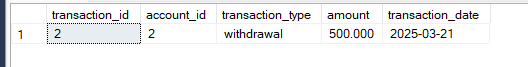 transaction_id account_id transaction_type amount transaction_date
1 2 2 withdrawal 500.000 2025-03-21